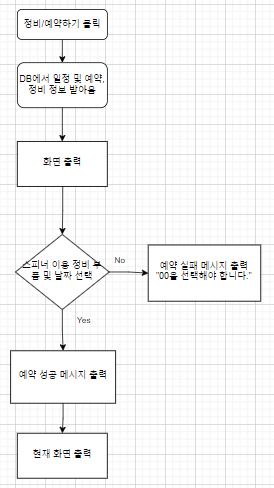 정비/예약하기 클릭
DB에서 일정 및 예약,
정비 정보 받아옴
화면 출력
스피너 이용 정비 부
품 및 날짜 선택
No
예약 실패 메시지 출력
"00을 선택해야 합니다."
Yes
예약 성공 메시지 출력
현재 화면 출력